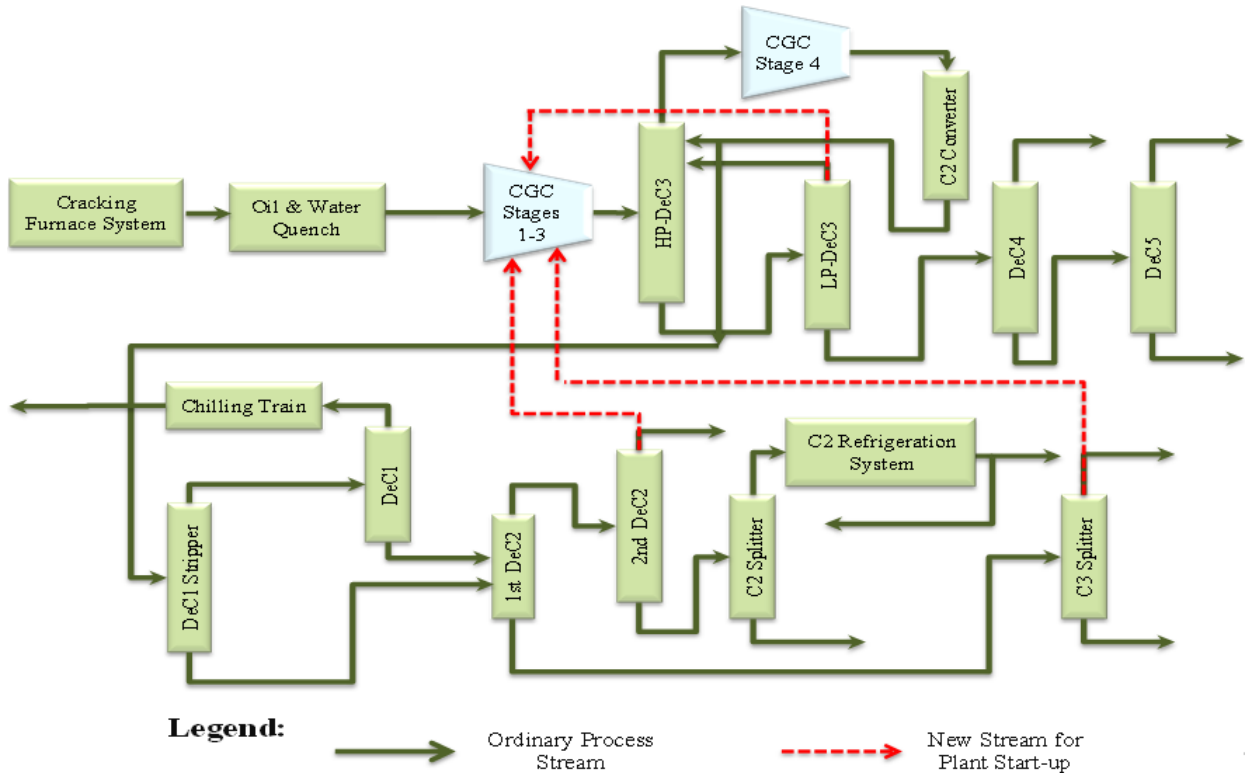 CGC
Stage 4
C2 Converter
Cracking
Furnace System
Oil & Water
Quench
CGC
Stages
1-3
HP-DeC3
LP-DeC3
DeC4
DeC5
Chilling Train
DeC1
DeC1 Stripper
1st DeC2
2nd DeC2
C2 Splitter
C2 Refrigeration
System
C3 Splitter
Legend:
Ordinary Process
Stream
New Stream for
Plant Start-up